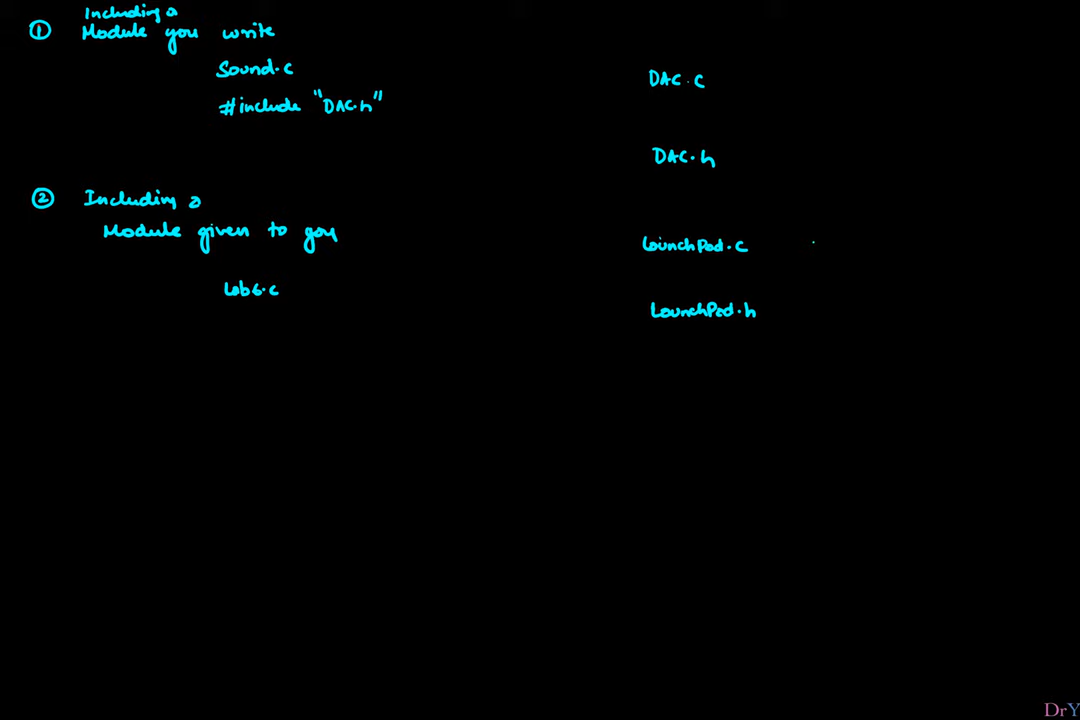 Including a
① Module you write
Sound.c
#include "DAC.h"
DAC.c
DAC.h
② Including a
Module given to you
Lab6.c
LaunchPad.c
LaunchPad.h
DrY